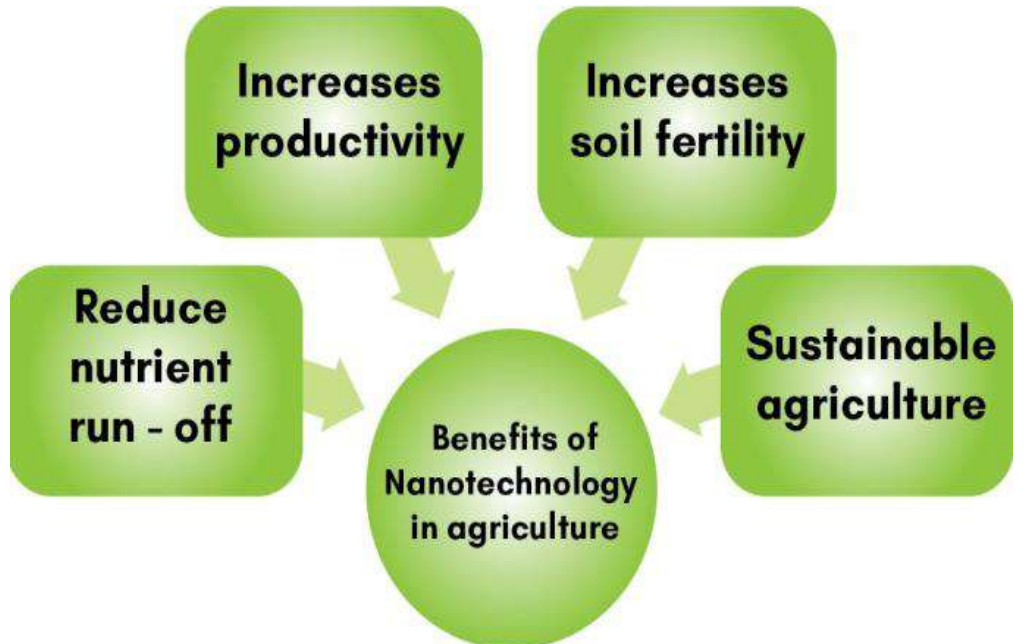 Increases
productivity
Increases
soil fertility
Reduce
nutrient
run - off
Sustainable
agriculture
Benefits of
Nanotechnology
in agriculture